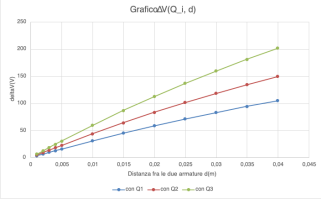 Grafico ΔV(Q_i, d)
250
200
150
100
50
0
deltaV(V)
0 0,005 0,01 0,015 0,02 0,025 0,03 0,035 0,04 0,045
Distanza fra le due armature d(m)
con Q1 con Q2 con Q3